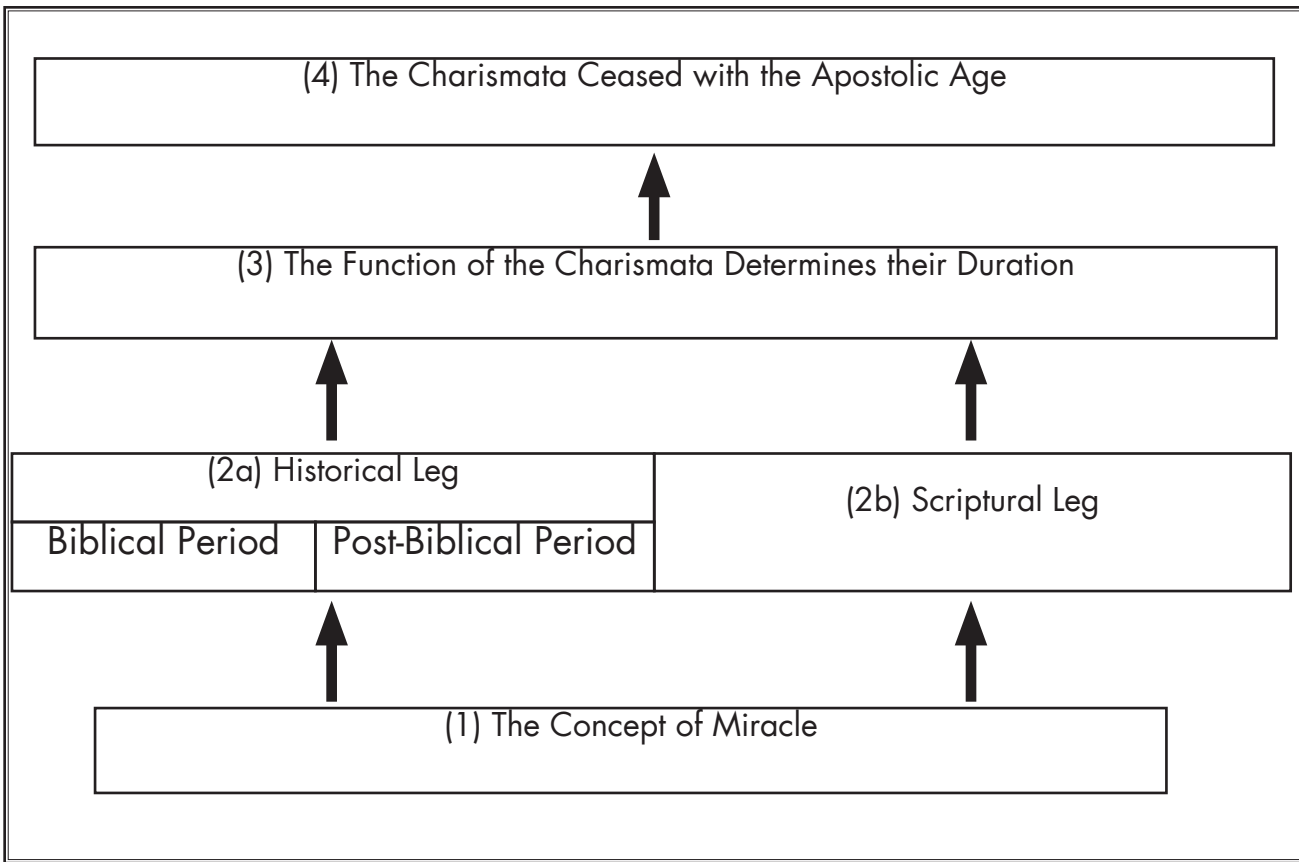 (4) The Charismata Ceased with the Apostolic Age
(3) The Function of the Charismata Determines their Duration
(2a) Historical Leg
(2b) Scriptural Leg
Biblical Period
Post-Biblical Period
(1) The Concept of Miracle